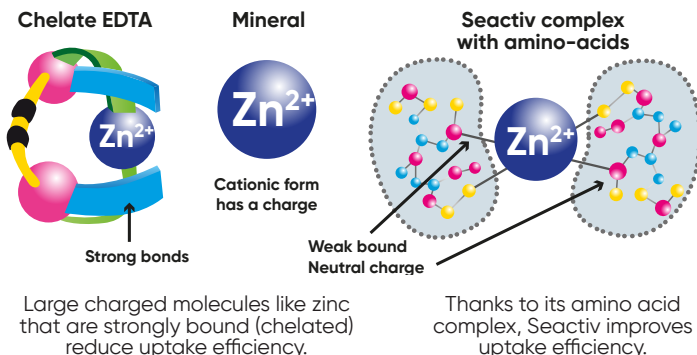 Chelate EDTA
Zn²⁺
Strong bonds
Mineral
Zn²⁺
Cationic form
has a charge
Seactiv complex
with amino-acids
Zn²⁺
Weak bound
Neutral charge
Large charged molecules like zinc
that are strongly bound (chelated)
reduce uptake efficiency.
Thanks to its amino acid
complex, Seactiv improves
uptake efficiency.